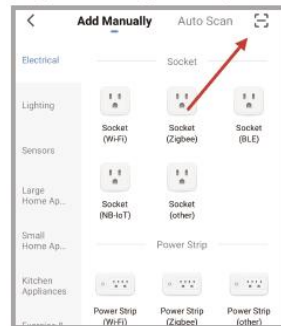 Add Manually Auto Scan
Electrical
Socket
Lighting
Socket
(Wi-Fi)
Socket
(Zigbee)
Socket
(BLE)
Sensors
Large
Home Ap...
Socket
(NB-IoT)
Socket
(other)
Small
Home Ap...
Power Strip
Kitchen
Appliances
Power Strip
(Wi-Fi)
Power Strip
(Zigbee)
Power Strip
(other)